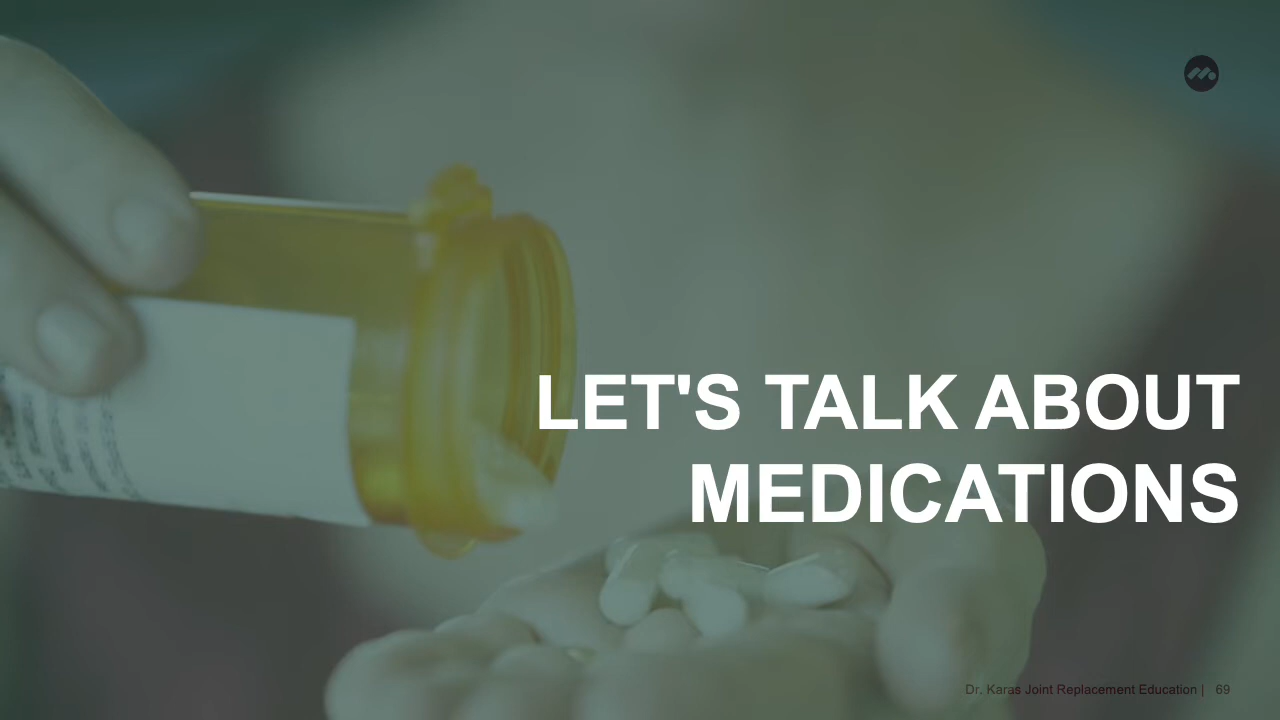 LET'S TALK ABOUT
MEDICATIONS
Dr. Karas Joint Replacement Education | 69